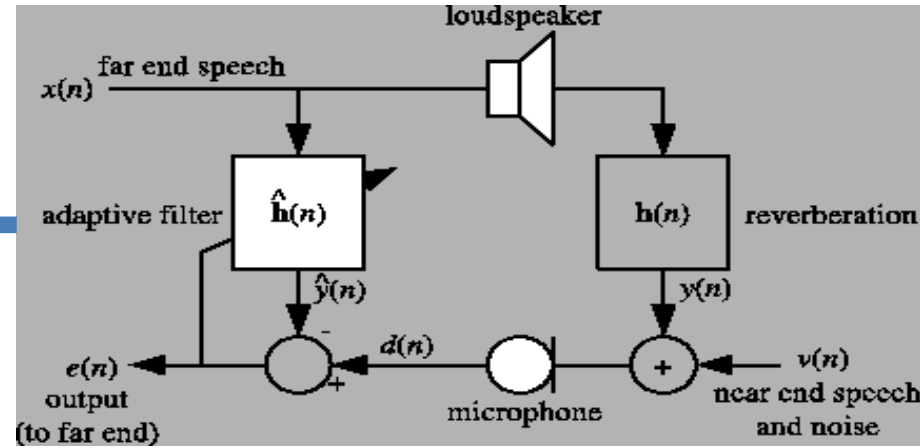 loudspeaker
far end speech
x(n)
adaptive filter
ĥ(n)
h(n)
reverberation
ŷ(n)
y(n)
-
d(n)
+
+
v(n)
e(n)
output
(to far end)
microphone
near end speech
and noise